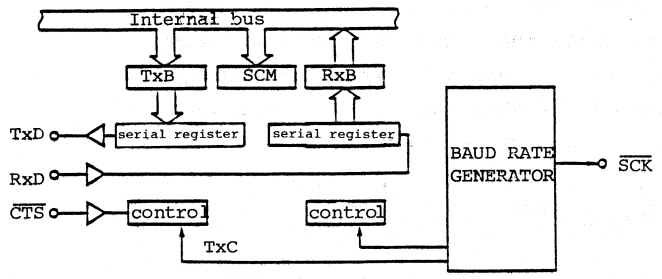 Internal bus
TxB
SCM
RxB
TxD
serial register
serial register
RxD
BAUD RATE
GENERATOR
SCK
CTS
control
control
TxC